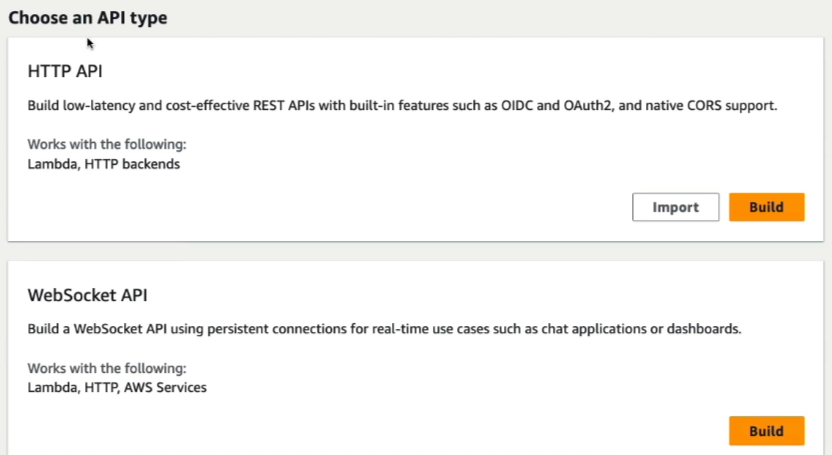 Choose an API type
HTTP API
Build low-latency and cost-effective REST APIs with built-in features such as OIDC and OAuth2, and native CORS support.
Works with the following:
Lambda, HTTP backends
Import
Build
WebSocket API
Build a WebSocket API using persistent connections for real-time use cases such as chat applications or dashboards.
Works with the following:
Lambda, HTTP, AWS Services
Build